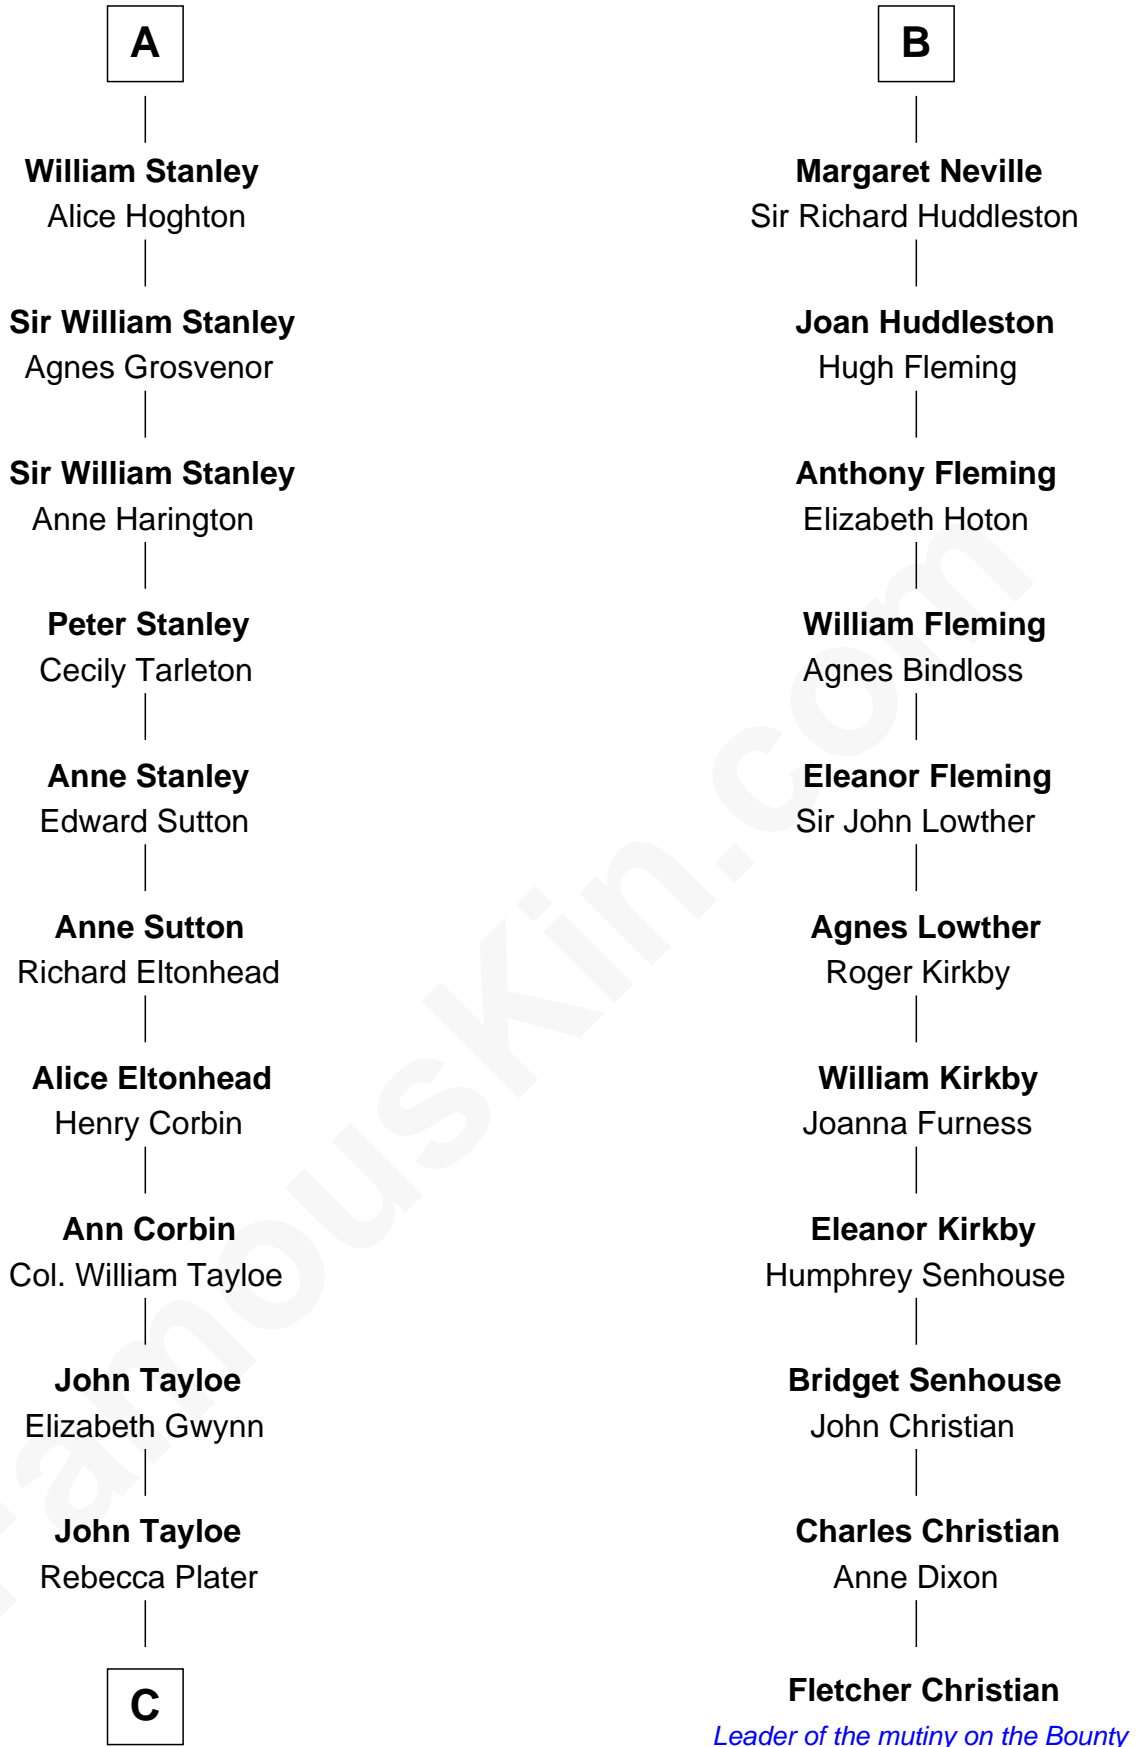 A
William Stanley
Alice Hoghton
Sir William Stanley
Agnes Grosvenor
Sir William Stanley
Anne Harington
Peter Stanley
Cecily Tarleton
Anne Stanley
Edward Sutton
Anne Sutton
Richard Eltonhead
Alice Eltonhead
Henry Corbin
Ann Corbin
Col. William Tayloe
John Tayloe
Elizabeth Gwynn
John Tayloe
Rebecca Plater
C
B
Margaret Neville
Sir Richard Huddleston
Joan Huddleston
Hugh Fleming
Anthony Fleming
Elizabeth Hoton
William Fleming
Agnes Bindloss
Eleanor Fleming
Sir John Lowther
Agnes Lowther
Roger Kirkby
William Kirkby
Joanna Furness
Eleanor Kirkby
Humphrey Senhouse
Bridget Senhouse
John Christian
Charles Christian
Anne Dixon
Fletcher Christian
Leader of the mutiny on the Bounty
FamousKin.com